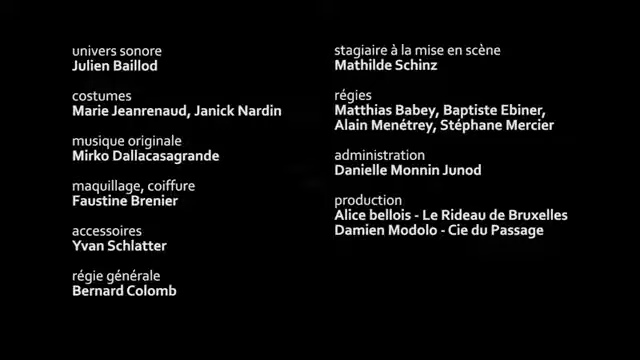 univers sonore
Julien Baillod
costumes
Marie Jeanrenaud, Janick Nardin
musique originale
Mirko Dallacasagrande
maquillage, coiffure
Faustine Brenier
accessoires
Yvan Schlatter
régie générale
Bernard Colomb
stagiaire à la mise en scène
Mathilde Schinz
régies
Matthias Babey, Baptiste Ebiner,
Alain Menétrey, Stéphane Mercier
administration
Danielle Monnin Junod
production
Alice bellois - Le Rideau de Bruxelles
Damien Modolo - Cie du Passage